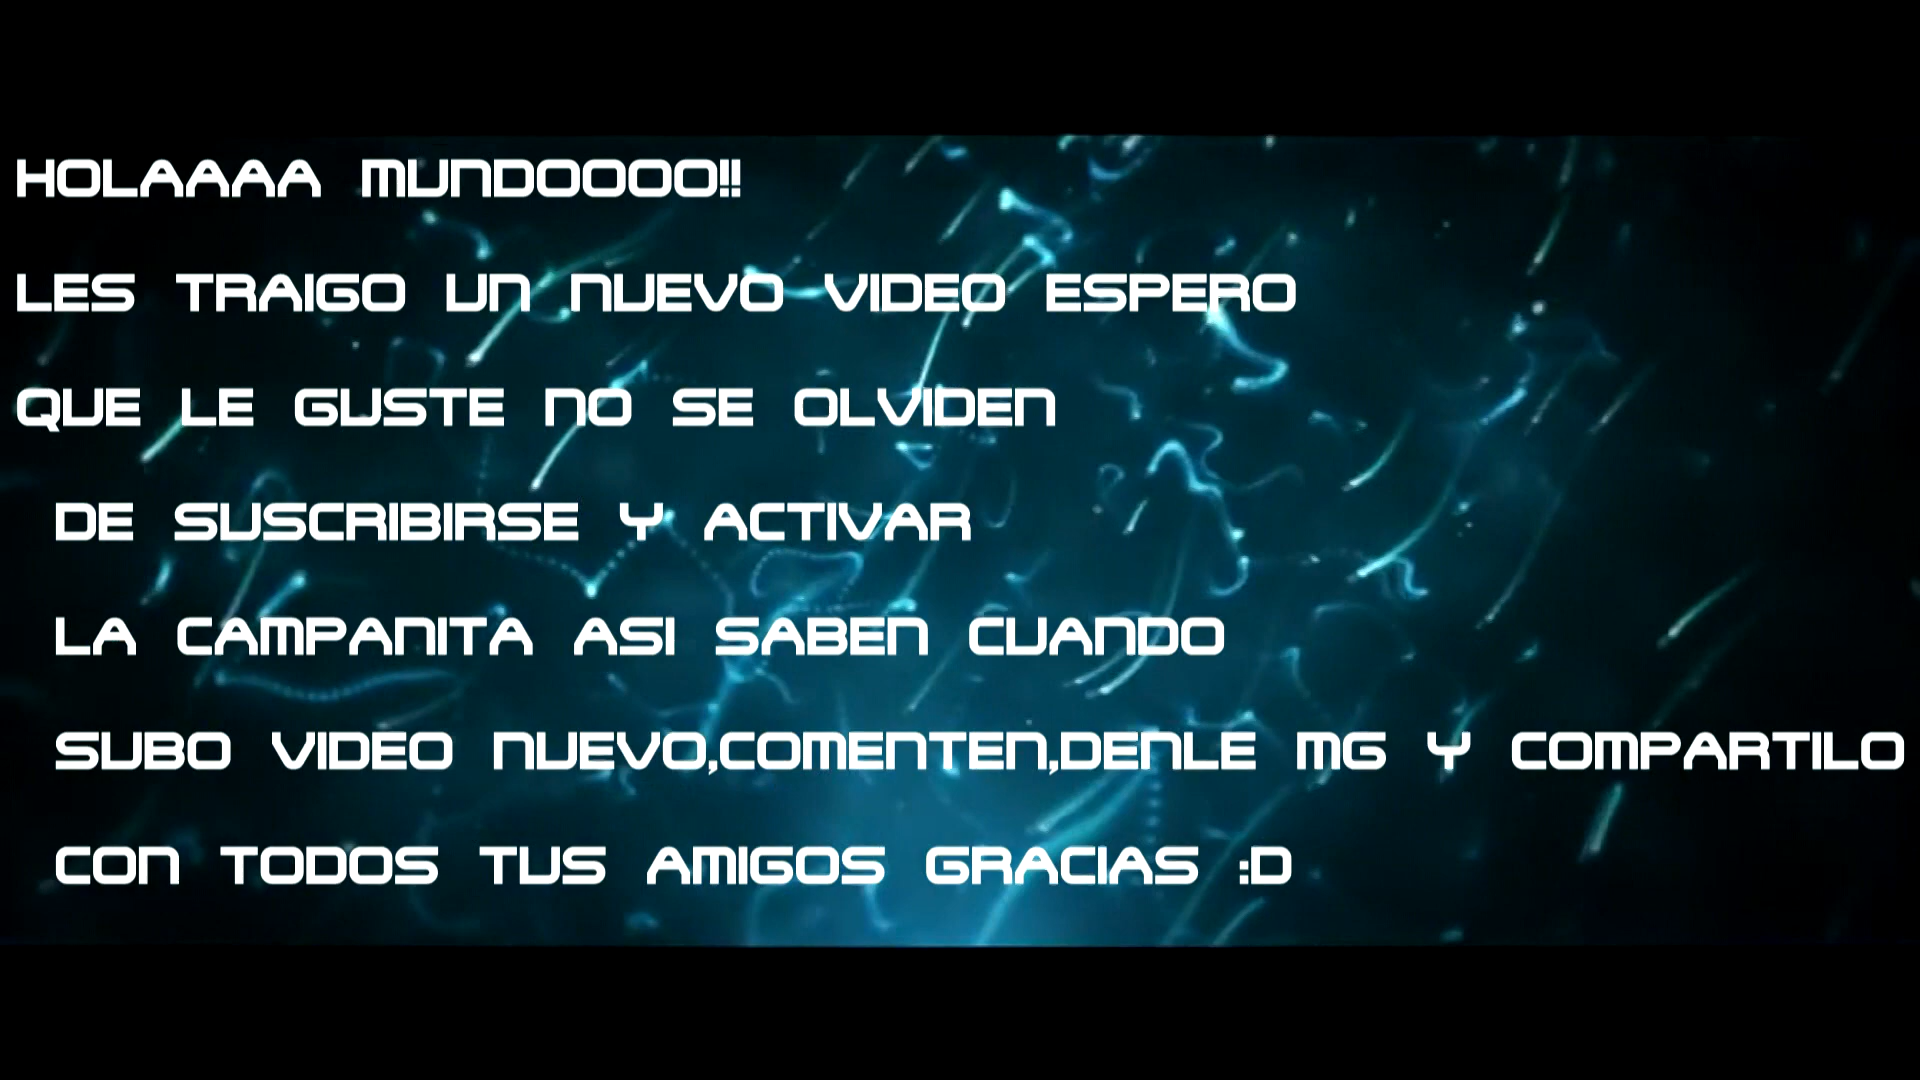 HOLAAAA MUNDOOOO!!
LES TRAIGO UN NUEVO VIDEO ESPERO
QUE LE GUSTE NO SE OLVIDEN
DE SUSCRIBIRSE Y ACTIVAR
LA CAMPANITA ASI SABEN CUANDO
SUBO VIDEO NUEVO,COMENTEN,DENLE MG Y COMPARTILO
CON TODOS TUS AMIGOS GRACIAS :D